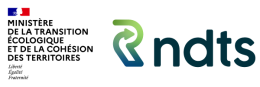 MINISTÈRE
DE LA TRANSITION
ÉCOLOGIQUE
ET DE LA COHÉSION
DES TERRITOIRES
Liberté
Égalité
Fraternité
ndts